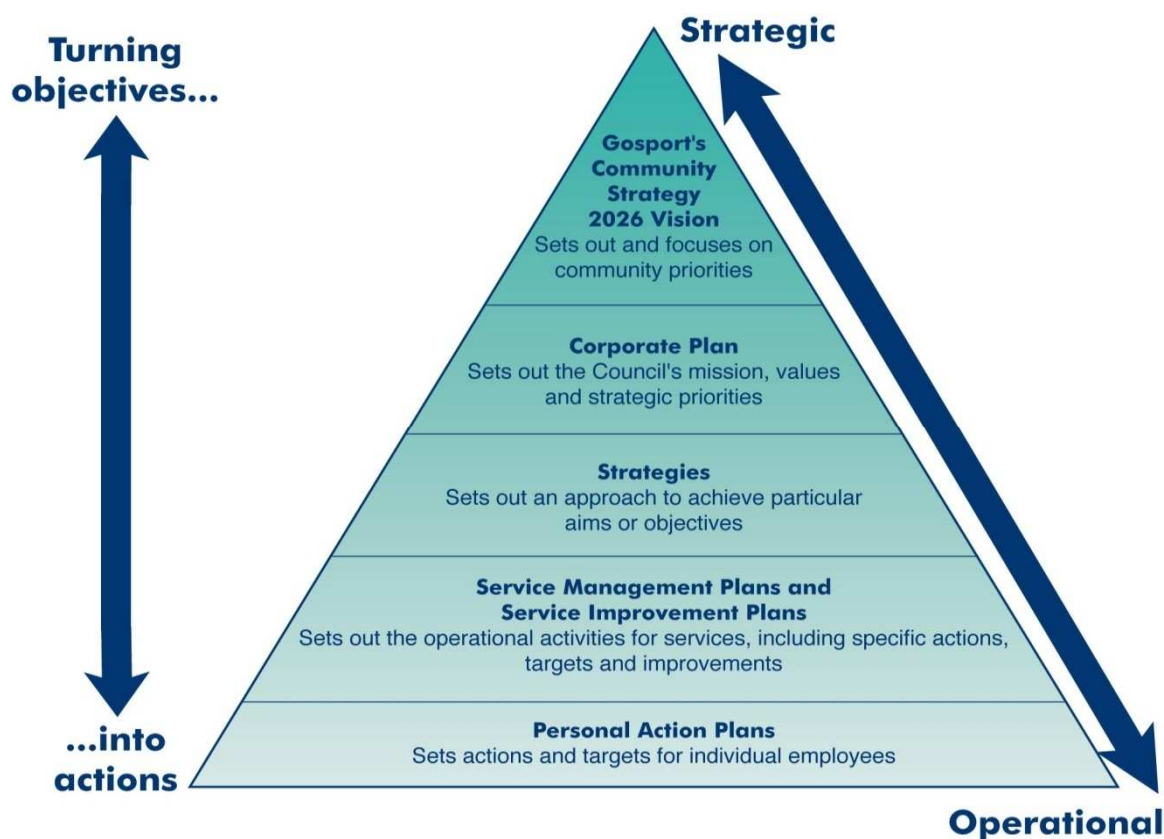 Turning
objectives...
Strategic
Gosport's
Community
Strategy
2026 Vision
Sets out and focuses on
community priorities
Corporate Plan
Sets out the Council's mission, values
and strategic priorities
Strategies
Sets out an approach to achieve particular
aims or objectives
Service Management Plans and
Service Improvement Plans
Sets out the operational activities for services, including specific actions,
targets and improvements
Personal Action Plans
Sets actions and targets for individual employees
...into
actions
Operational